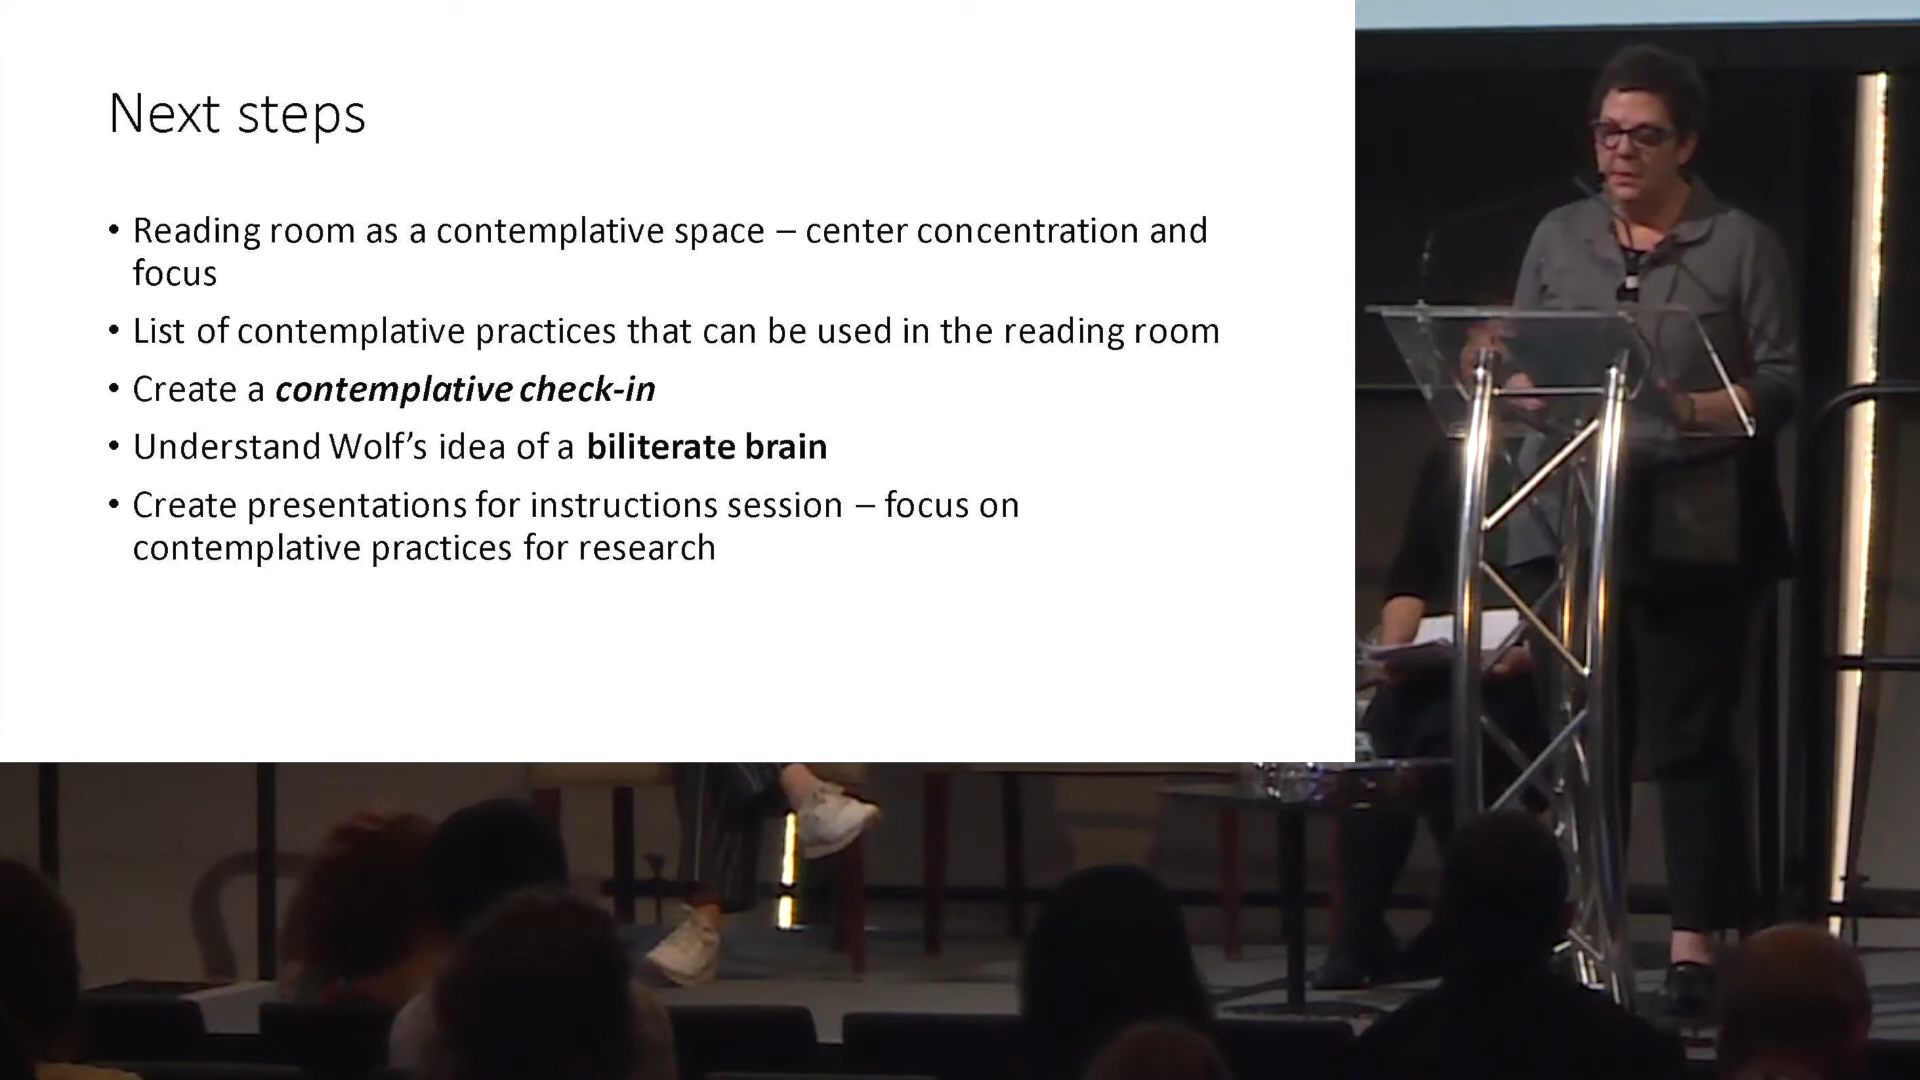 Next steps
• Reading room as a contemplative space – center concentration and
focus
• List of contemplative practices that can be used in the reading room
• Create a contemplative check-in
• Understand Wolf’s idea of a biliterate brain
• Create presentations for instructions session – focus on
contemplative practices for research